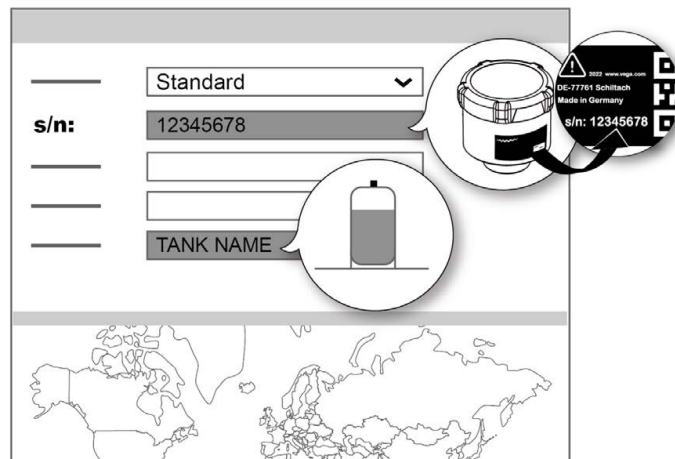 Standard
s/n:
12345678
TANK NAME
2022 www.vega.com
DE-77761 Schiltach
Made in Germany
s/n: 12345678